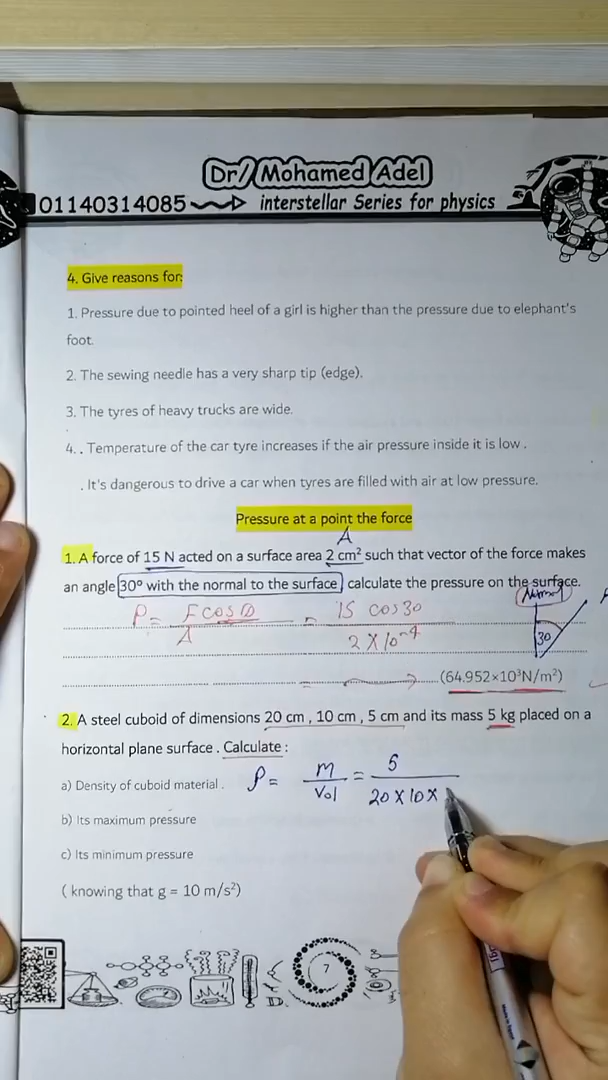 Dr/ Mohamed Adel
01140314085 interstellar Series for physics
4. Give reasons for:
1. Pressure due to pointed heel of a girl is higher than the pressure due to elephant's
foot.
2. The sewing needle has a very sharp tip (edge).
3. The tyres of heavy trucks are wide.
4. . Temperature of the car tyre increases if the air pressure inside it is low .
. It's dangerous to drive a car when tyres are filled with air at low pressure.
Pressure at a point the force
A
1. A force of 15 N acted on a surface area 2 cm² such that vector of the force makes
an angle 30° with the normal to the surface calculate the pressure on the surface.
Normal
P = F cos θ / A = 15 cos 30 / 2 × 10⁻⁴
30
(64.952×10³N/m²)
2. A steel cuboid of dimensions 20 cm , 10 cm , 5 cm and its mass 5 kg placed on a
horizontal plane surface . Calculate :
a) Density of cuboid material . ρ = m / Vol = 5 / 20 × 10 ×
b) Its maximum pressure
c) Its minimum pressure
( knowing that g = 10 m/s²)
7